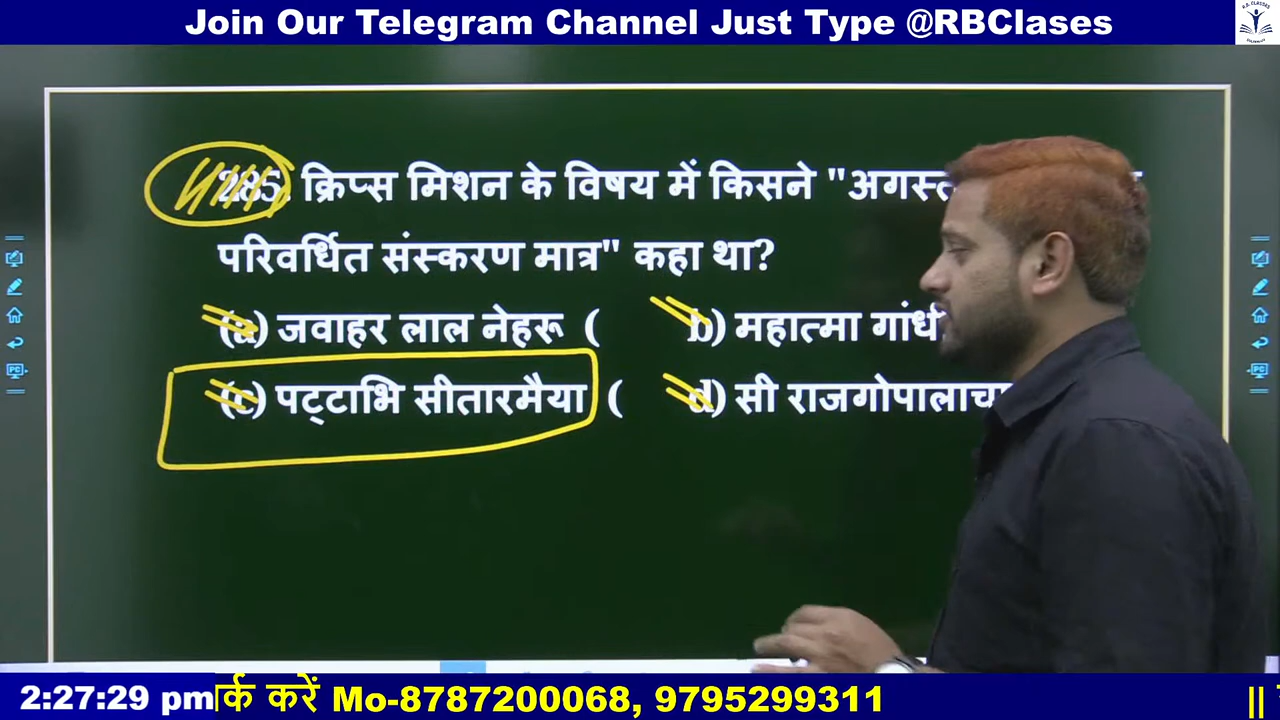 Join Our Telegram Channel Just Type @RBClases
285. क्रिप्स मिशन के विषय में किसने "अगस्त
परिवर्धित संस्करण मात्र" कहा था?
(a) जवाहर लाल नेहरू ( b) महात्मा गांधी
(c) पट्टाभि सीतारमैया ( d) सी राजगोपालाचा
2:27:29 pm र्क करें Mo-8787200068, 9795299311 ||